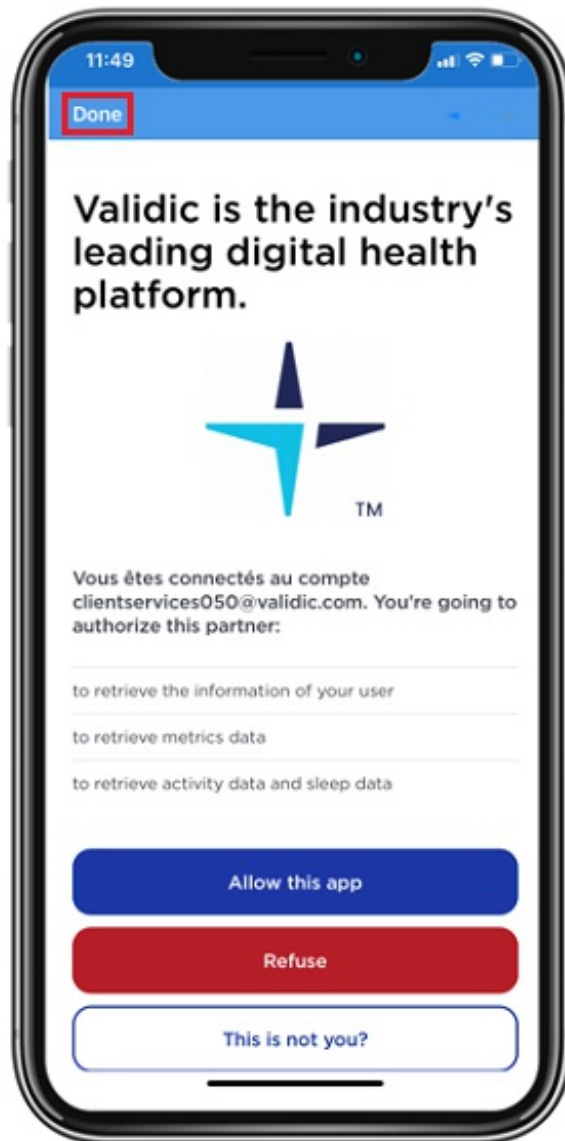 11:49
Done
Validic is the industry's
leading digital health
platform.
TM
Vous êtes connectés au compte
clientservices050@validic.com. You're going to
authorize this partner:
to retrieve the information of your user
to retrieve metrics data
to retrieve activity data and sleep data
Allow this app
Refuse
This is not you?